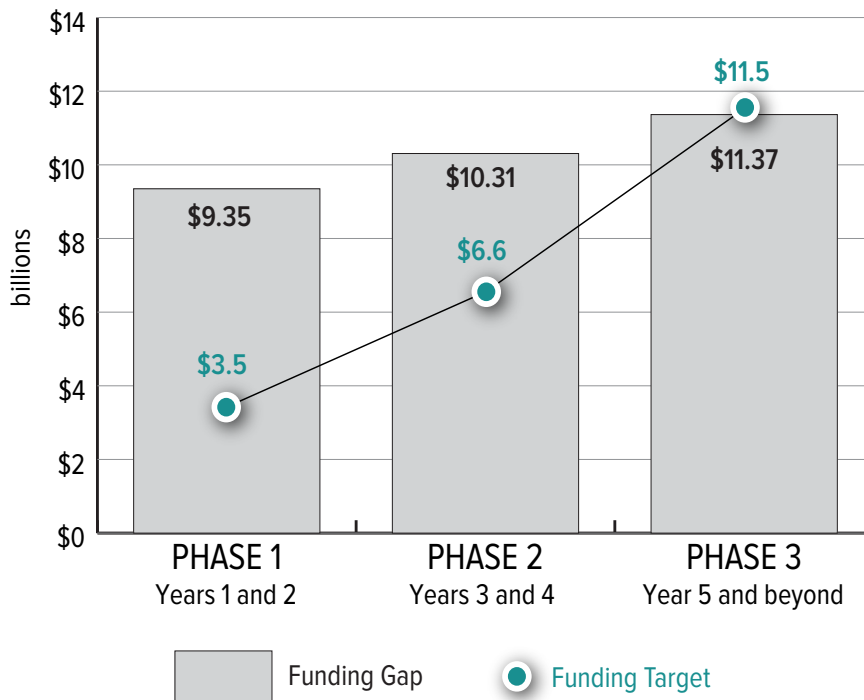 $14
$12
$10
$8
$6
$4
$2
$0
billions
$9.35
$3.5
$10.31
$6.6
$11.5
$11.37
PHASE 1
Years 1 and 2
PHASE 2
Years 3 and 4
PHASE 3
Year 5 and beyond
Funding Gap
Funding Target